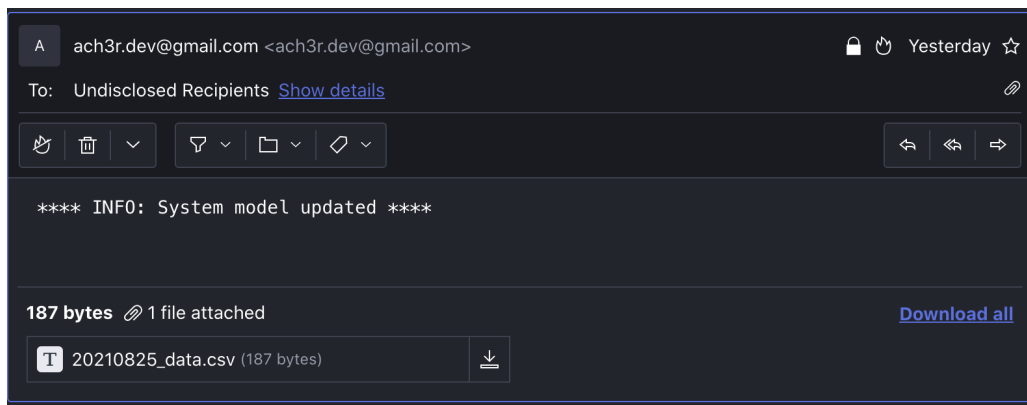 A ach3r.dev@gmail.com <ach3r.dev@gmail.com> Yesterday
To: Undisclosed Recipients Show details
**** INFO: System model updated ****
187 bytes 1 file attached Download all
T 20210825_data.csv (187 bytes)